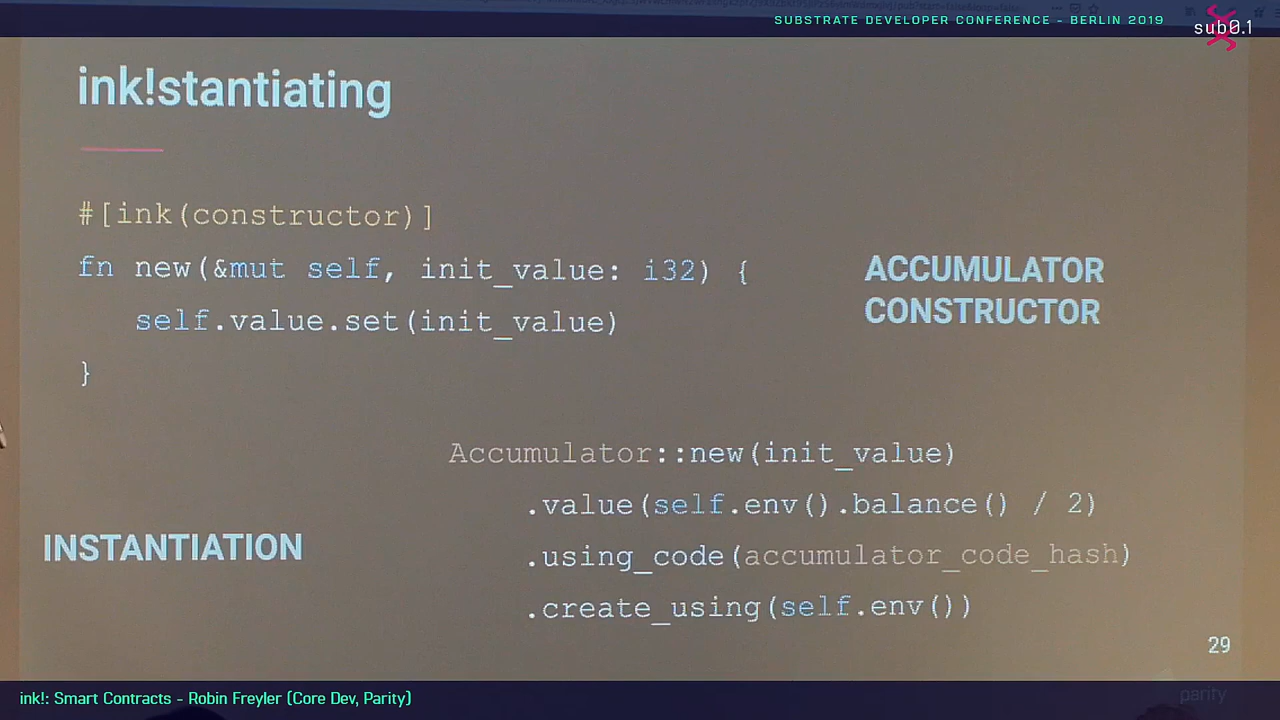 SUBSTRATE DEVELOPER CONFERENCE - BERLIN 2019
sub0.1
ink!stantiating
#[ink(constructor)]
fn new(&mut self, init_value: i32) {
self.value.set(init_value)
}
ACCUMULATOR
CONSTRUCTOR
INSTANTIATION
Accumulator::new(init_value)
.value(self.env().balance() / 2)
.using_code(accumulator_code_hash)
.create_using(self.env())
29
ink!: Smart Contracts - Robin Freyler (Core Dev, Parity)
parity